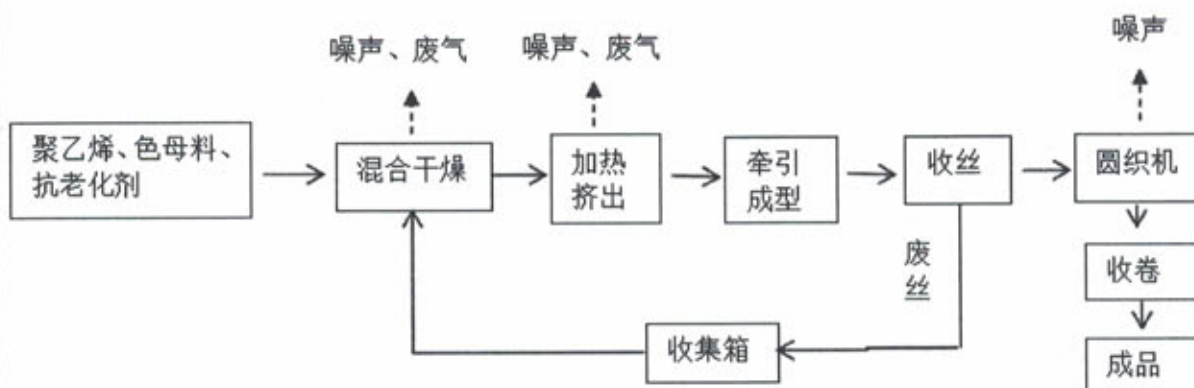 噪声、废气
噪声、废气
噪声
聚乙烯、色母料、
抗老化剂
混合干燥
加热
挤出
牵引
成型
收丝
圆织机
废
丝
收卷
收集箱
成品